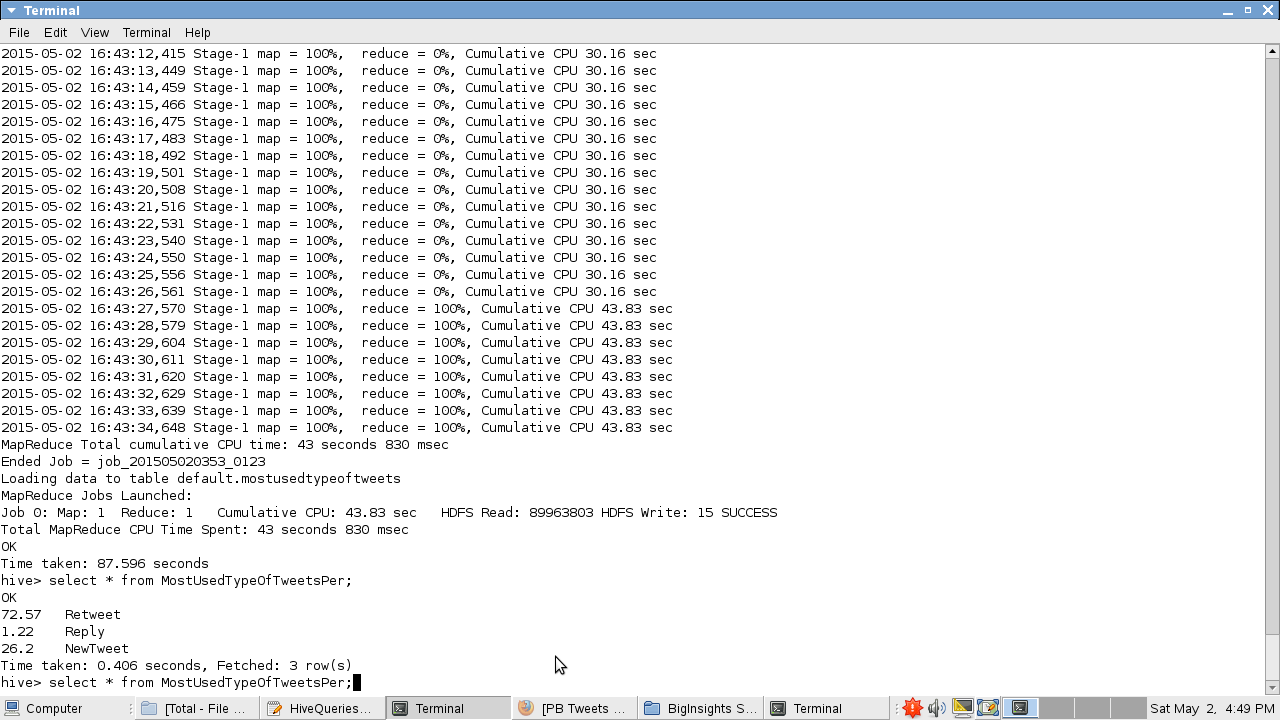 Terminal
File Edit View Terminal Help
2015-05-02 16:43:12,415 Stage-1 map = 100%,  reduce = 0%, Cumulative CPU 30.16 sec
2015-05-02 16:43:13,449 Stage-1 map = 100%,  reduce = 0%, Cumulative CPU 30.16 sec
2015-05-02 16:43:14,459 Stage-1 map = 100%,  reduce = 0%, Cumulative CPU 30.16 sec
2015-05-02 16:43:15,466 Stage-1 map = 100%,  reduce = 0%, Cumulative CPU 30.16 sec
2015-05-02 16:43:16,475 Stage-1 map = 100%,  reduce = 0%, Cumulative CPU 30.16 sec
2015-05-02 16:43:17,483 Stage-1 map = 100%,  reduce = 0%, Cumulative CPU 30.16 sec
2015-05-02 16:43:18,492 Stage-1 map = 100%,  reduce = 0%, Cumulative CPU 30.16 sec
2015-05-02 16:43:19,501 Stage-1 map = 100%,  reduce = 0%, Cumulative CPU 30.16 sec
2015-05-02 16:43:20,508 Stage-1 map = 100%,  reduce = 0%, Cumulative CPU 30.16 sec
2015-05-02 16:43:21,516 Stage-1 map = 100%,  reduce = 0%, Cumulative CPU 30.16 sec
2015-05-02 16:43:22,531 Stage-1 map = 100%,  reduce = 0%, Cumulative CPU 30.16 sec
2015-05-02 16:43:23,540 Stage-1 map = 100%,  reduce = 0%, Cumulative CPU 30.16 sec
2015-05-02 16:43:24,550 Stage-1 map = 100%,  reduce = 0%, Cumulative CPU 30.16 sec
2015-05-02 16:43:25,556 Stage-1 map = 100%,  reduce = 0%, Cumulative CPU 30.16 sec
2015-05-02 16:43:26,561 Stage-1 map = 100%,  reduce = 0%, Cumulative CPU 30.16 sec
2015-05-02 16:43:27,570 Stage-1 map = 100%,  reduce = 100%, Cumulative CPU 43.83 sec
2015-05-02 16:43:28,579 Stage-1 map = 100%,  reduce = 100%, Cumulative CPU 43.83 sec
2015-05-02 16:43:29,604 Stage-1 map = 100%,  reduce = 100%, Cumulative CPU 43.83 sec
2015-05-02 16:43:30,611 Stage-1 map = 100%,  reduce = 100%, Cumulative CPU 43.83 sec
2015-05-02 16:43:31,620 Stage-1 map = 100%,  reduce = 100%, Cumulative CPU 43.83 sec
2015-05-02 16:43:32,629 Stage-1 map = 100%,  reduce = 100%, Cumulative CPU 43.83 sec
2015-05-02 16:43:33,639 Stage-1 map = 100%,  reduce = 100%, Cumulative CPU 43.83 sec
2015-05-02 16:43:34,648 Stage-1 map = 100%,  reduce = 100%, Cumulative CPU 43.83 sec
MapReduce Total cumulative CPU time: 43 seconds 830 msec
Ended Job = job_201505020353_0123
Loading data to table default.mostusedtypeoftweets
MapReduce Jobs Launched:
Job 0: Map: 1  Reduce: 1   Cumulative CPU: 43.83 sec   HDFS Read: 89963803 HDFS Write: 15 SUCCESS
Total MapReduce CPU Time Spent: 43 seconds 830 msec
OK
Time taken: 87.596 seconds
hive> select * from MostUsedTypeOfTweetsPer;
OK
72.57   Retweet
1.22    Reply
26.2    NewTweet
Time taken: 0.406 seconds, Fetched: 3 row(s)
hive> select * from MostUsedTypeOfTweetsPer;
Computer [Total - File ... HiveQueries... Terminal [PB Tweets ... BigInsights S... Terminal Sat May 2, 4:49 PM